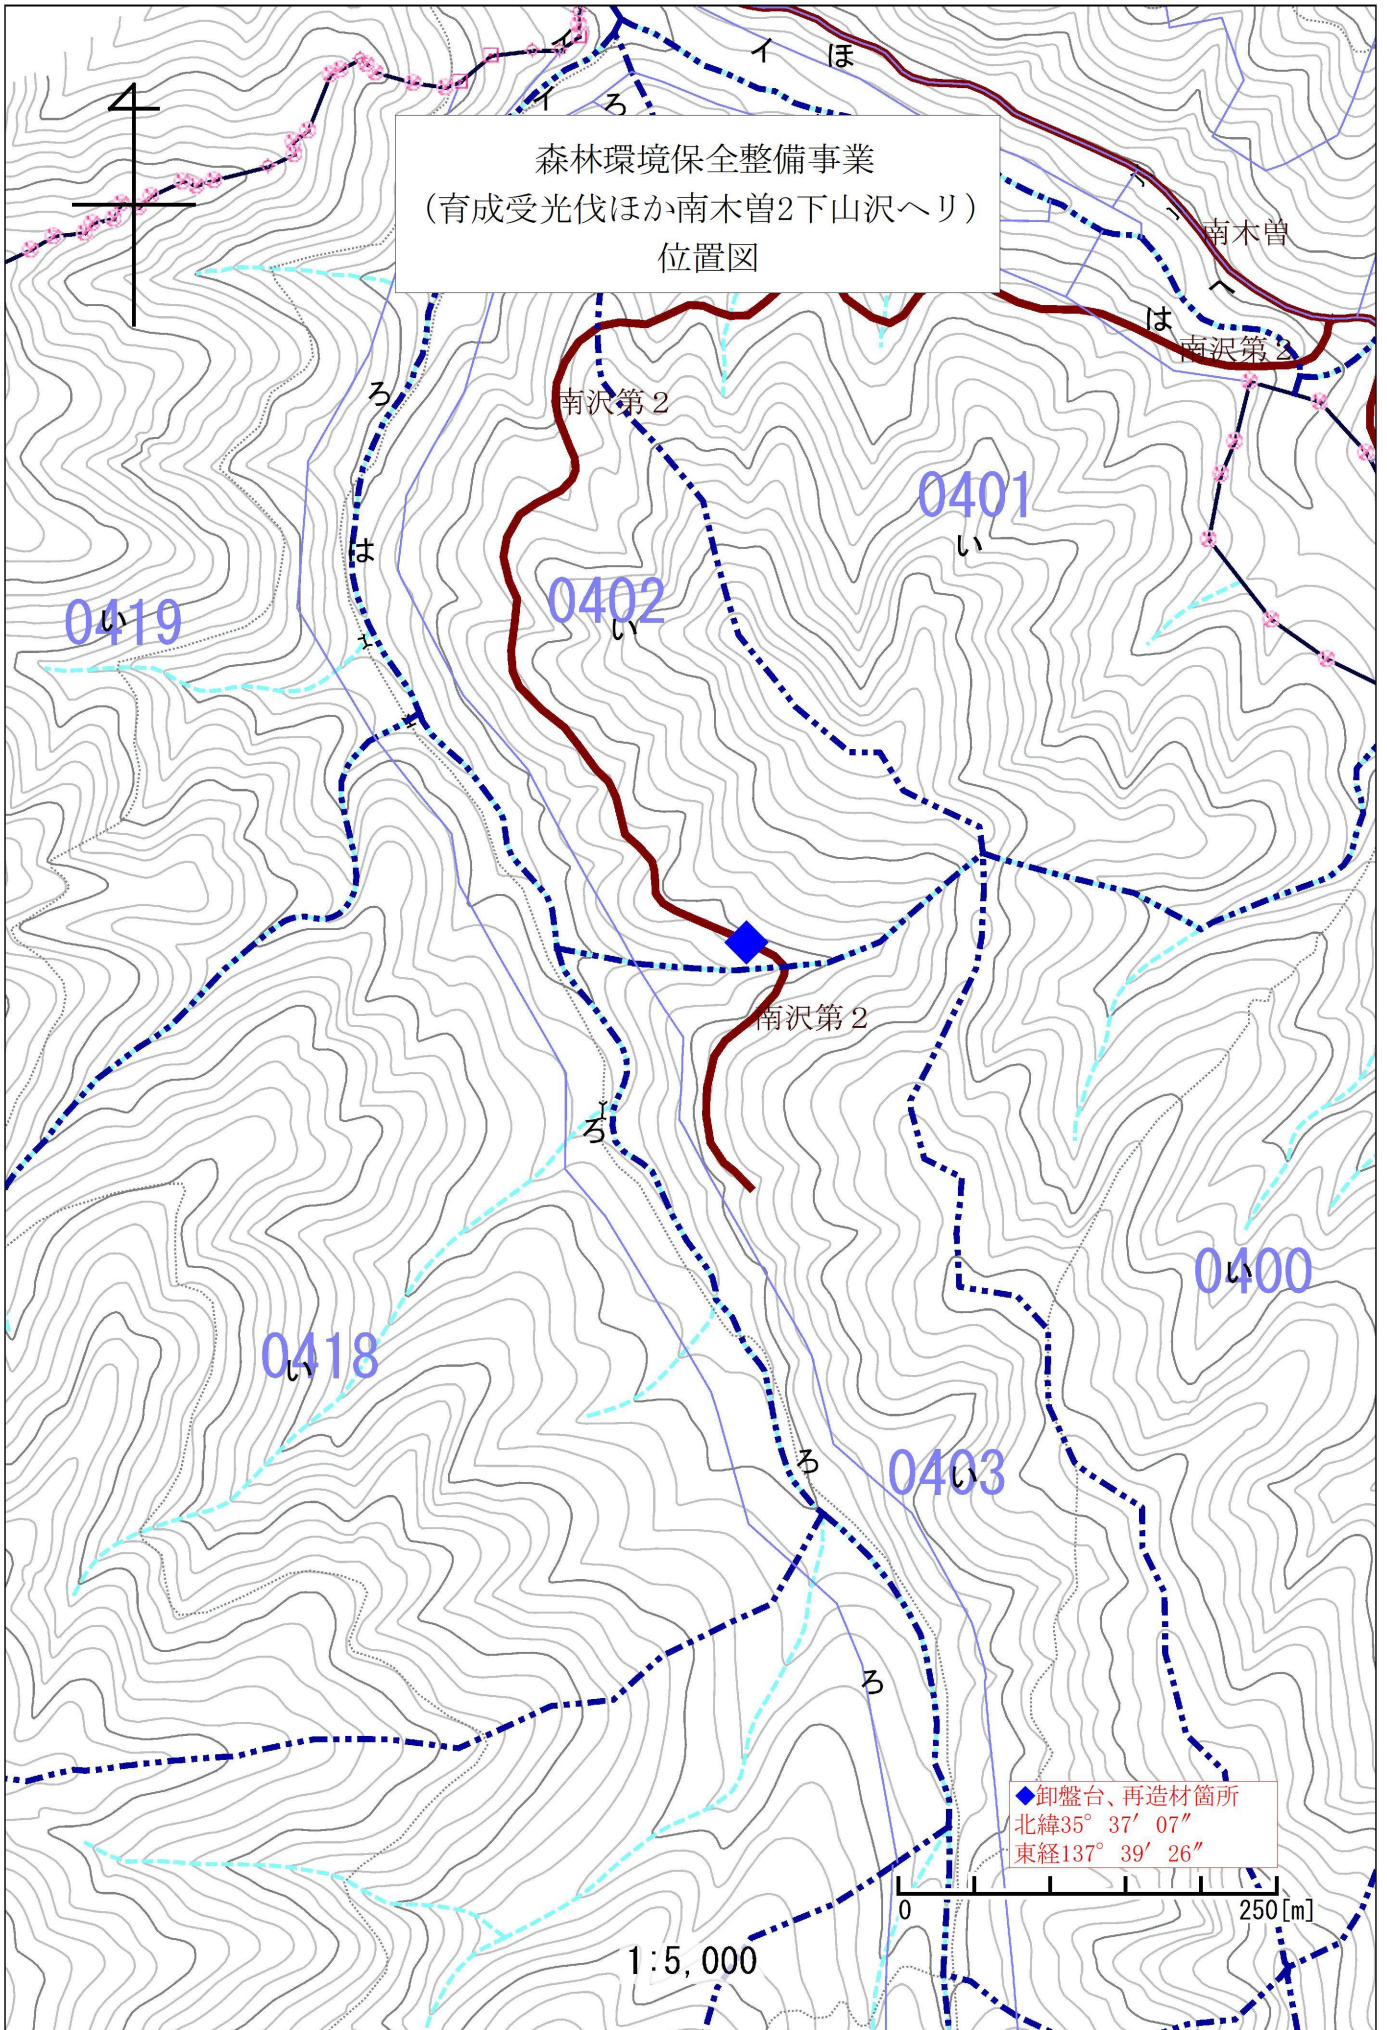 イ
イ
ほ
イ
ろ
森林環境保全整備事業
（育成受光伐ほか南木曽2下山沢ヘリ）
位置図
南木曽
へ
は
南沢第２
ろ
南沢第２
0401
い
は
0402
い
0419
い
南沢第２
ろ
0400
い
0418
い
ろ
0403
い
ろ
◆卸盤台、再造材箇所
北緯35° 37′ 07″
東経137° 39′ 26″
0
250[m]
1:5,000